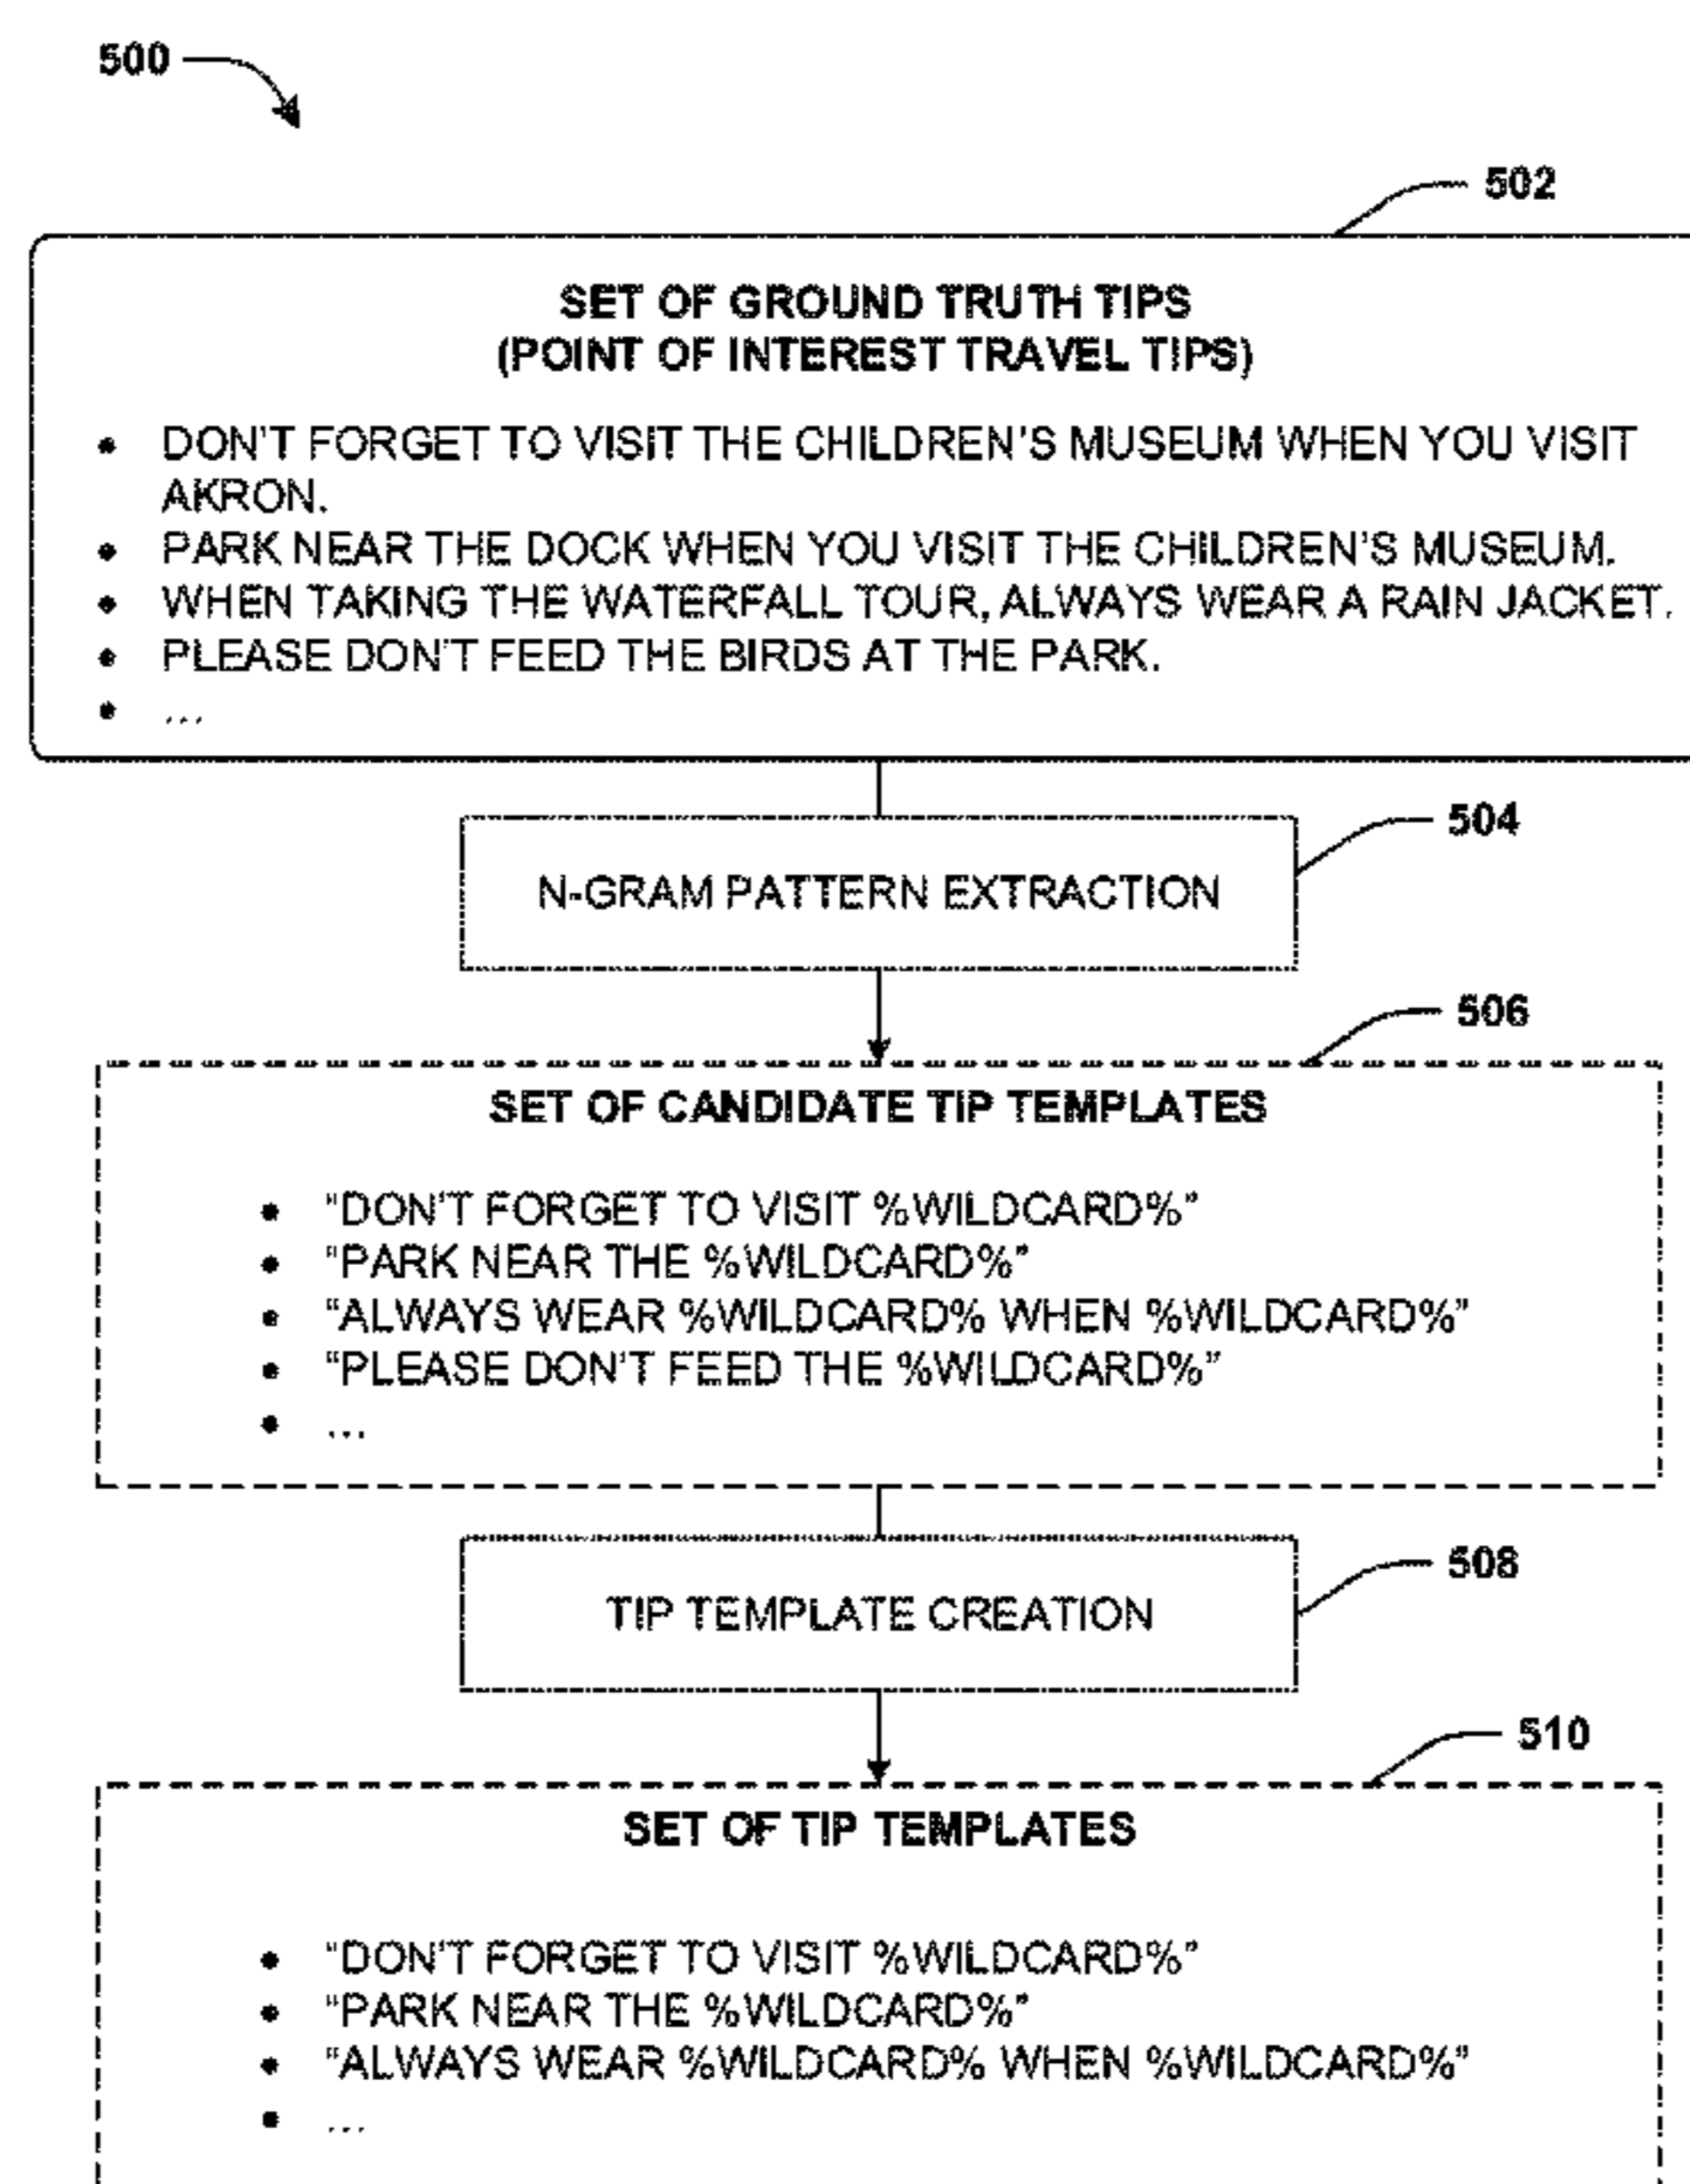 500
502
SET OF GROUND TRUTH TIPS
(POINT OF INTEREST TRAVEL TIPS)
• DON'T FORGET TO VISIT THE CHILDREN'S MUSEUM WHEN YOU VISIT
AKRON.
• PARK NEAR THE DOCK WHEN YOU VISIT THE CHILDREN'S MUSEUM.
• WHEN TAKING THE WATERFALL TOUR, ALWAYS WEAR A RAIN JACKET.
• PLEASE DON'T FEED THE BIRDS AT THE PARK.
• ...
504
N-GRAM PATTERN EXTRACTION
506
SET OF CANDIDATE TIP TEMPLATES
• "DON'T FORGET TO VISIT %WILDCARD%"
• "PARK NEAR THE %WILDCARD%"
• "ALWAYS WEAR %WILDCARD% WHEN %WILDCARD%"
• "PLEASE DON'T FEED THE %WILDCARD%"
• ...
508
TIP TEMPLATE CREATION
510
SET OF TIP TEMPLATES
• "DON'T FORGET TO VISIT %WILDCARD%"
• "PARK NEAR THE %WILDCARD%"
• "ALWAYS WEAR %WILDCARD% WHEN %WILDCARD%"
• ...